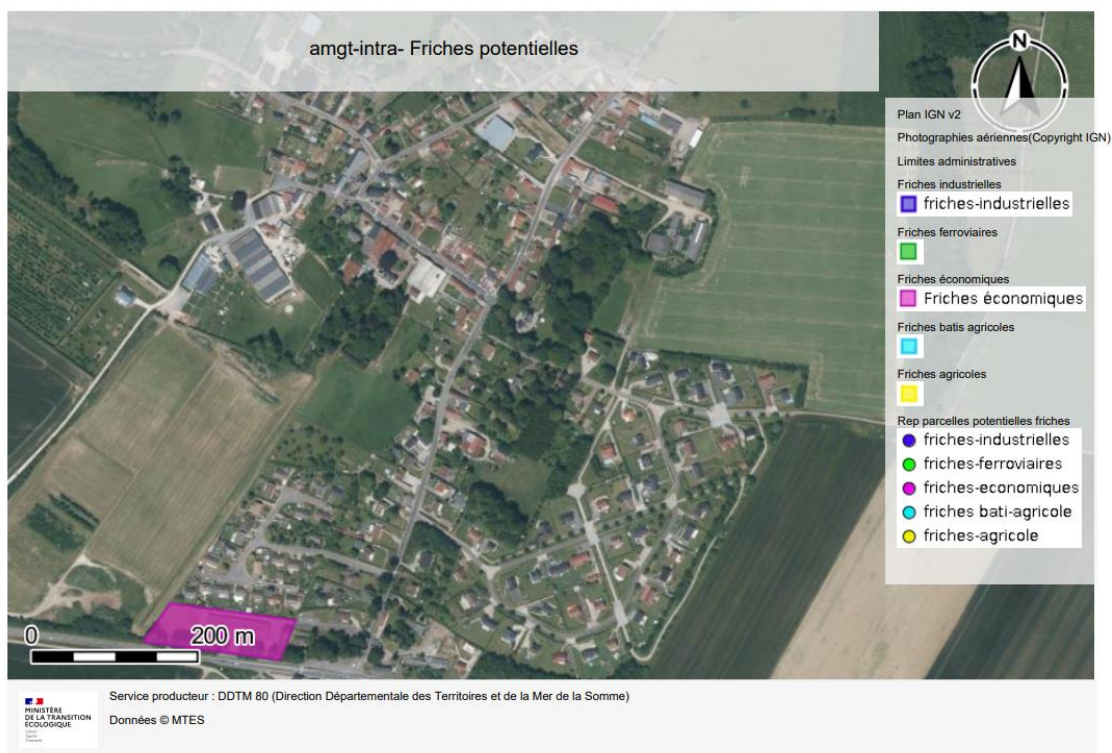 amgt-intra- Friches potentielles
N
Plan IGN v2
Photographies aériennes(Copyright IGN)
Limites administratives
Friches industrielles
friches-industrielles
Friches ferroviaires
Friches économiques
Friches économiques
Friches batis agricoles
Friches agricoles
Rep parcelles potentielles friches
friches-industrielles
friches-ferroviaires
friches-economiques
friches bati-agricole
friches-agricole
0 200 m
MINISTÈRE
DE LA TRANSITION
ÉCOLOGIQUE
Service producteur : DDTM 80 (Direction Départementale des Territoires et de la Mer de la Somme)
Données © MTES